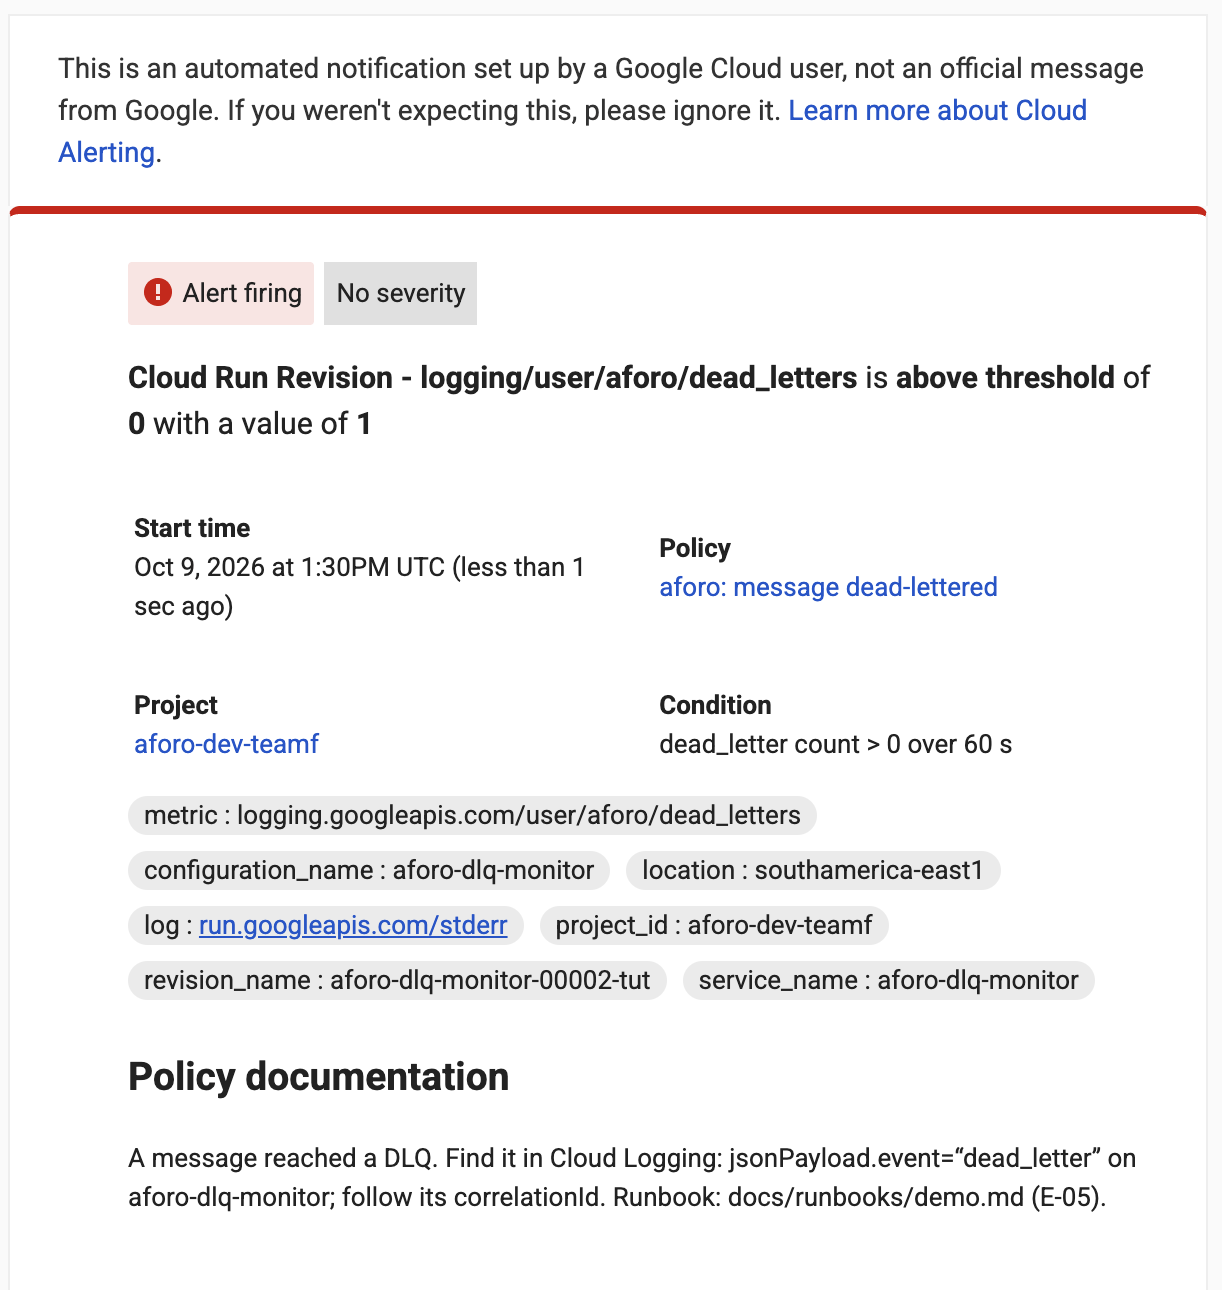 This is an automated notification set up by a Google Cloud user, not an official message
from Google. If you weren't expecting this, please ignore it. Learn more about Cloud
Alerting.
Alert firing
No severity
Cloud Run Revision - logging/user/aforo/dead_letters is above threshold of
0 with a value of 1
Start time
Oct 9, 2026 at 1:30PM UTC (less than 1
sec ago)
Policy
aforo: message dead-lettered
Project
aforo-dev-teamf
Condition
dead_letter count > 0 over 60 s
metric : logging.googleapis.com/user/aforo/dead_letters
configuration_name : aforo-dlq-monitor
location : southamerica-east1
log : run.googleapis.com/stderr
project_id : aforo-dev-teamf
revision_name : aforo-dlq-monitor-00002-tut
service_name : aforo-dlq-monitor
Policy documentation
A message reached a DLQ. Find it in Cloud Logging: jsonPayload.event=“dead_letter” on
aforo-dlq-monitor; follow its correlationId. Runbook: docs/runbooks/demo.md (E-05).